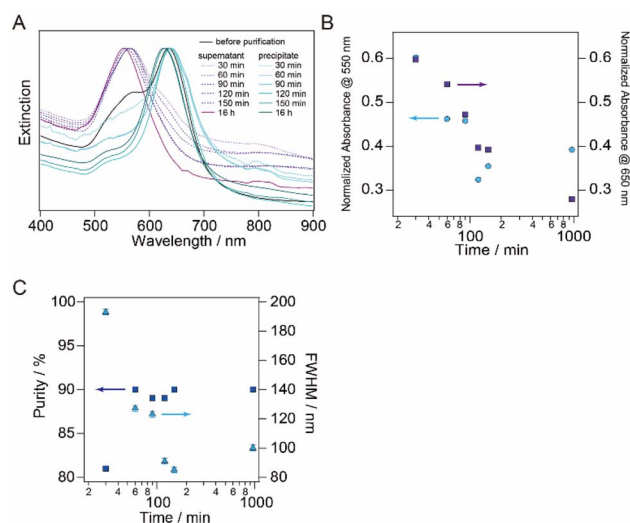 A
before purification
supernatant precipitate
30 min 30 min
60 min 60 min
90 min 90 min
120 min 120 min
150 min 150 min
16 h 16 h
Extinction
400 500 600 700 800 900
Wavelength / nm
B
Normalized Absorbance @ 550 nm
0.6
0.5
0.4
0.3
0.6
0.5
0.4
0.3
Normalized Absorbance @ 650 nm
2 4 6 8 100 2 4 6 8 1000
Time / min
C
Purity / %
100
95
90
85
80
200
180
160
140
120
100
80
FWHM / nm
2 4 6 8 100 2 4 6 8 1000
Time / min